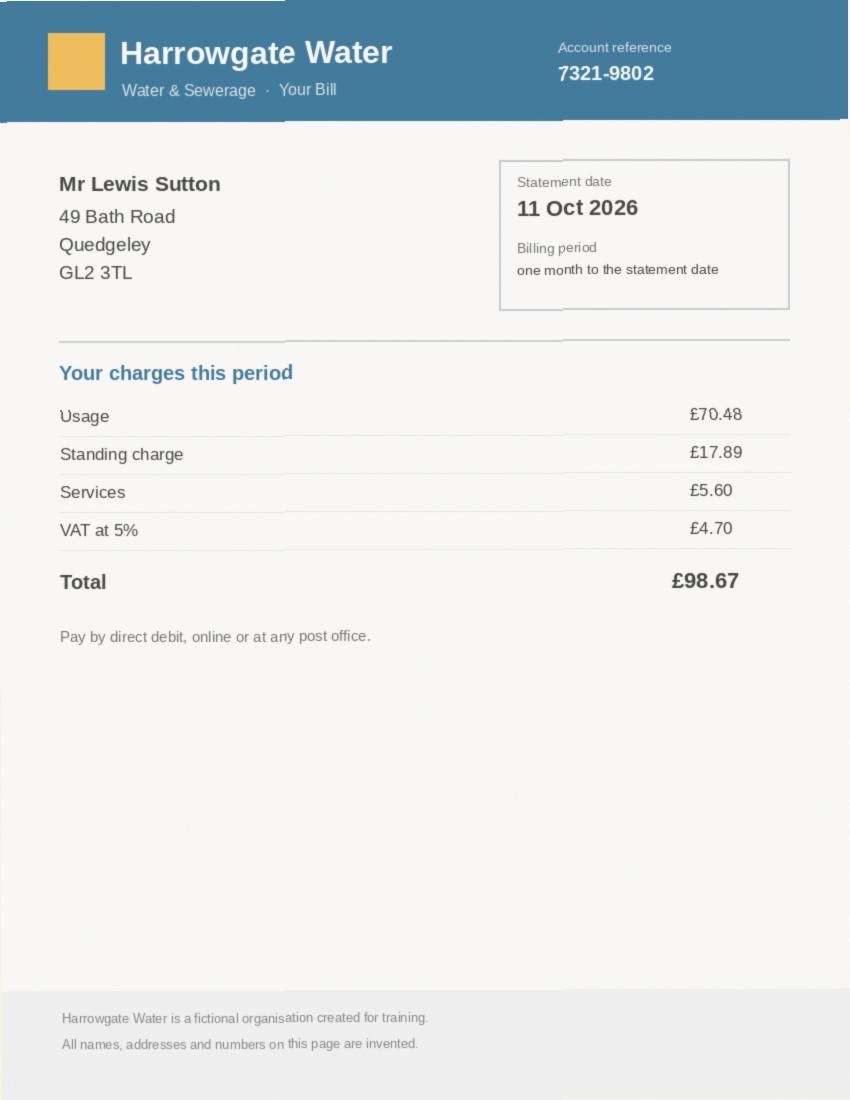 Harrowgate Water
Water & Sewerage · Your Bill
Account reference
7321-9802
Mr Lewis Sutton
49 Bath Road
Quedgeley
GL2 3TL
Statement date
11 Oct 2026
Billing period
one month to the statement date
Your charges this period
Usage £70.48
Standing charge £17.89
Services £5.60
VAT at 5% £4.70
Total £98.67
Pay by direct debit, online or at any post office.
Harrowgate Water is a fictional organisation created for training.
All names, addresses and numbers on this page are invented.